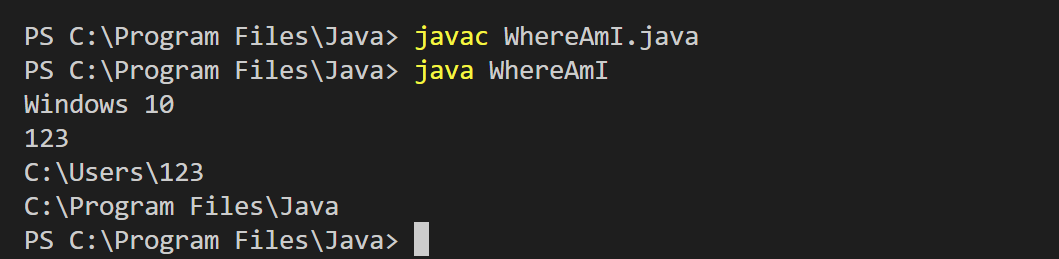 PS C:\Program Files\Java> javac WhereAmI.java
PS C:\Program Files\Java> java WhereAmI
Windows 10
123
C:\Users\123
C:\Program Files\Java
PS C:\Program Files\Java>